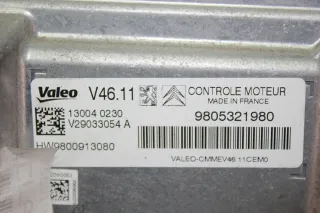 Valeo V46.11 CONTROLE MOTEUR
MADE IN FRANCE
13004 0230
V29033054 A
9805321980
HW9800913080
VALEO-CMMEV46.11CEM0